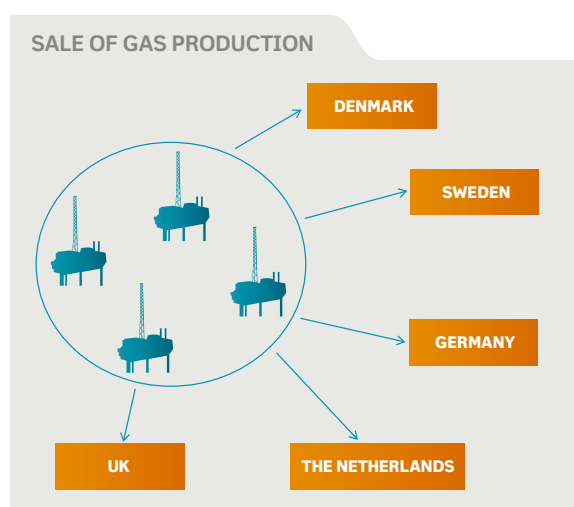 SALE OF GAS PRODUCTION
DENMARK
SWEDEN
GERMANY
UK
THE NETHERLANDS